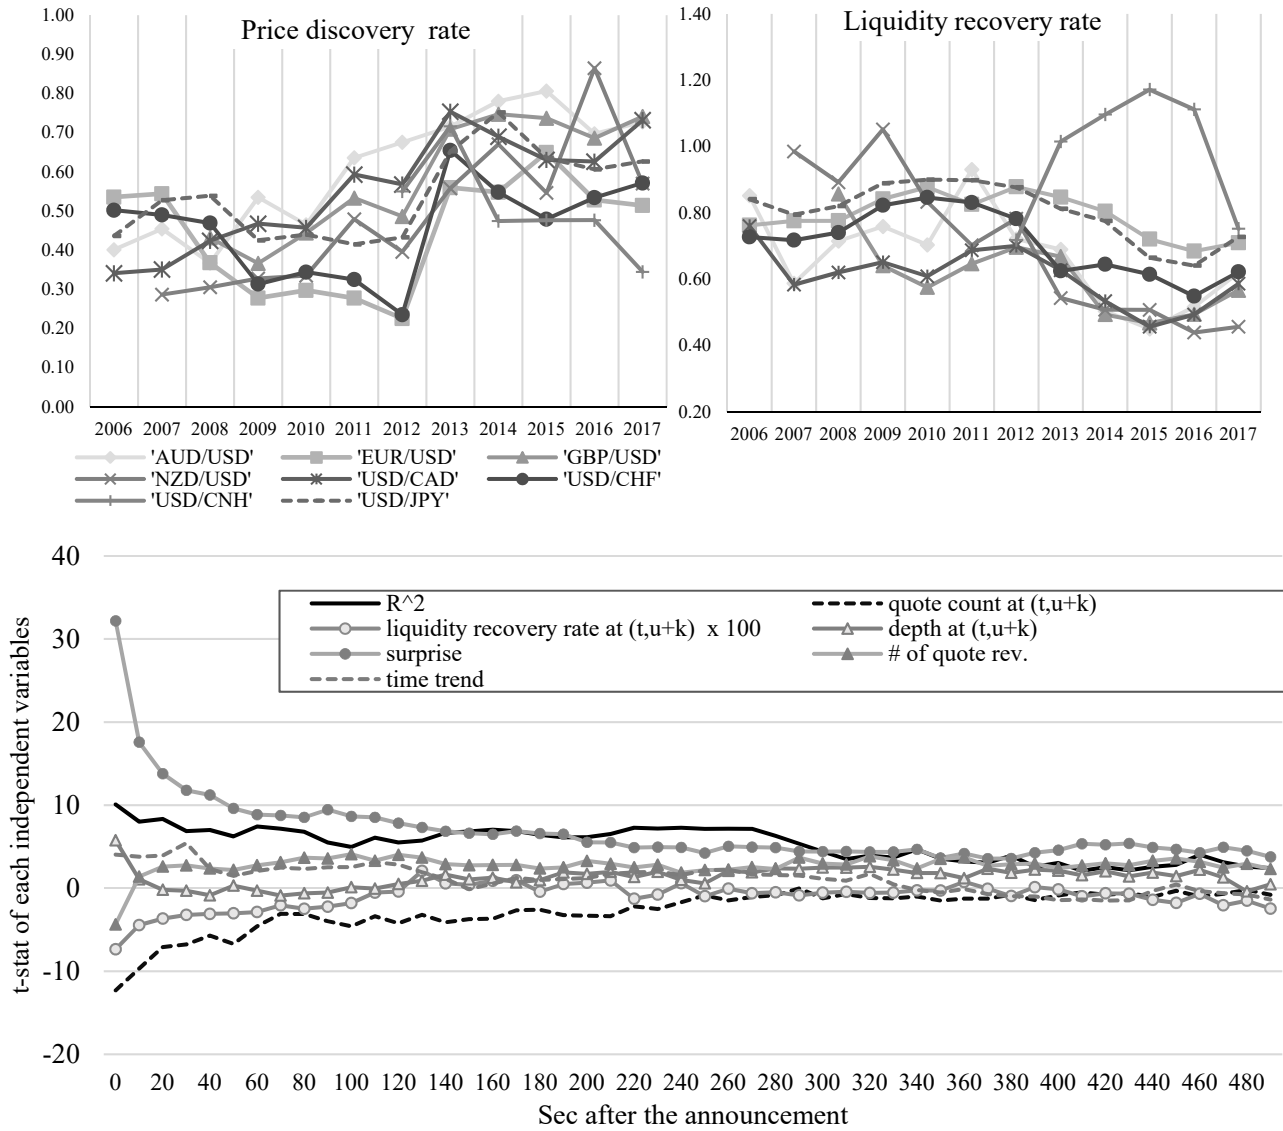 Price discovery rate
1.00
0.90
0.80
0.70
0.60
0.50
0.40
0.30
0.20
0.10
0.00
2006 2007 2008 2009 2010 2011 2012 2013 2014 2015 2016 2017
Liquidity recovery rate
1.40
1.20
1.00
0.80
0.60
0.40
0.20
2006 2007 2008 2009 2010 2011 2012 2013 2014 2015 2016 2017
'AUD/USD' 'EUR/USD' 'GBP/USD'
'NZD/USD' 'USD/CAD' 'USD/CHF'
'USD/CNH' 'USD/JPY'
t-stat of each independent variables
40
30
20
10
0
-10
-20
R^2 quote count at (t,u+k)
liquidity recovery rate at (t,u+k) x 100 depth at (t,u+k)
surprise # of quote rev.
time trend
0 20 40 60 80 100 120 140 160 180 200 220 240 260 280 300 320 340 360 380 400 420 440 460 480
Sec after the announcement